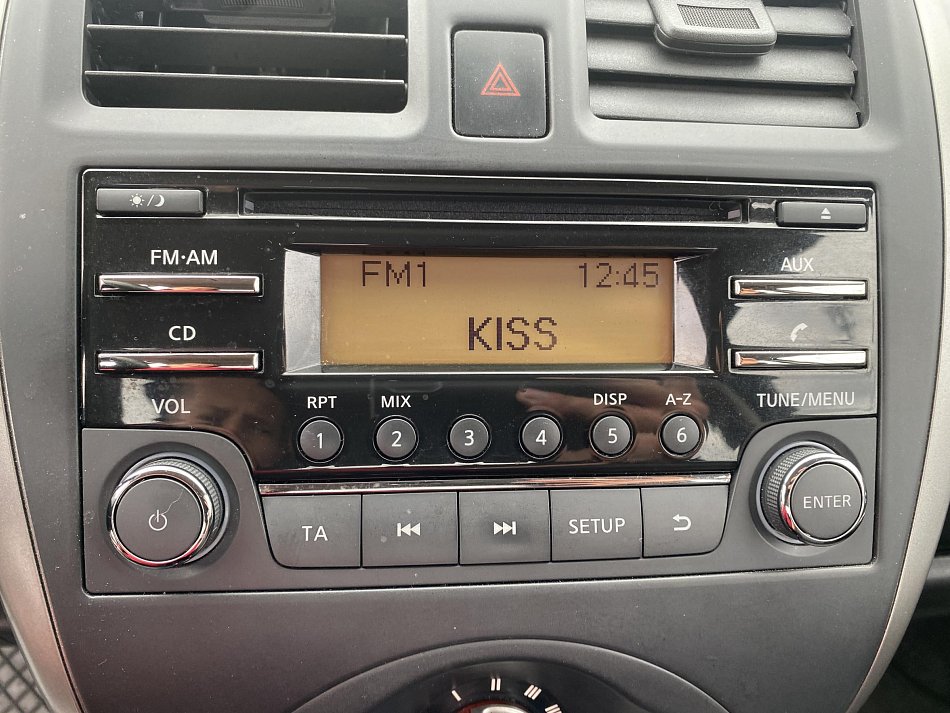 FM·AM
CD
VOL
FM1 12:45
KISS
AUX
TUNE/MENU
RPT MIX DISP A-Z
1 2 3 4 5 6
TA SETUP
ENTER